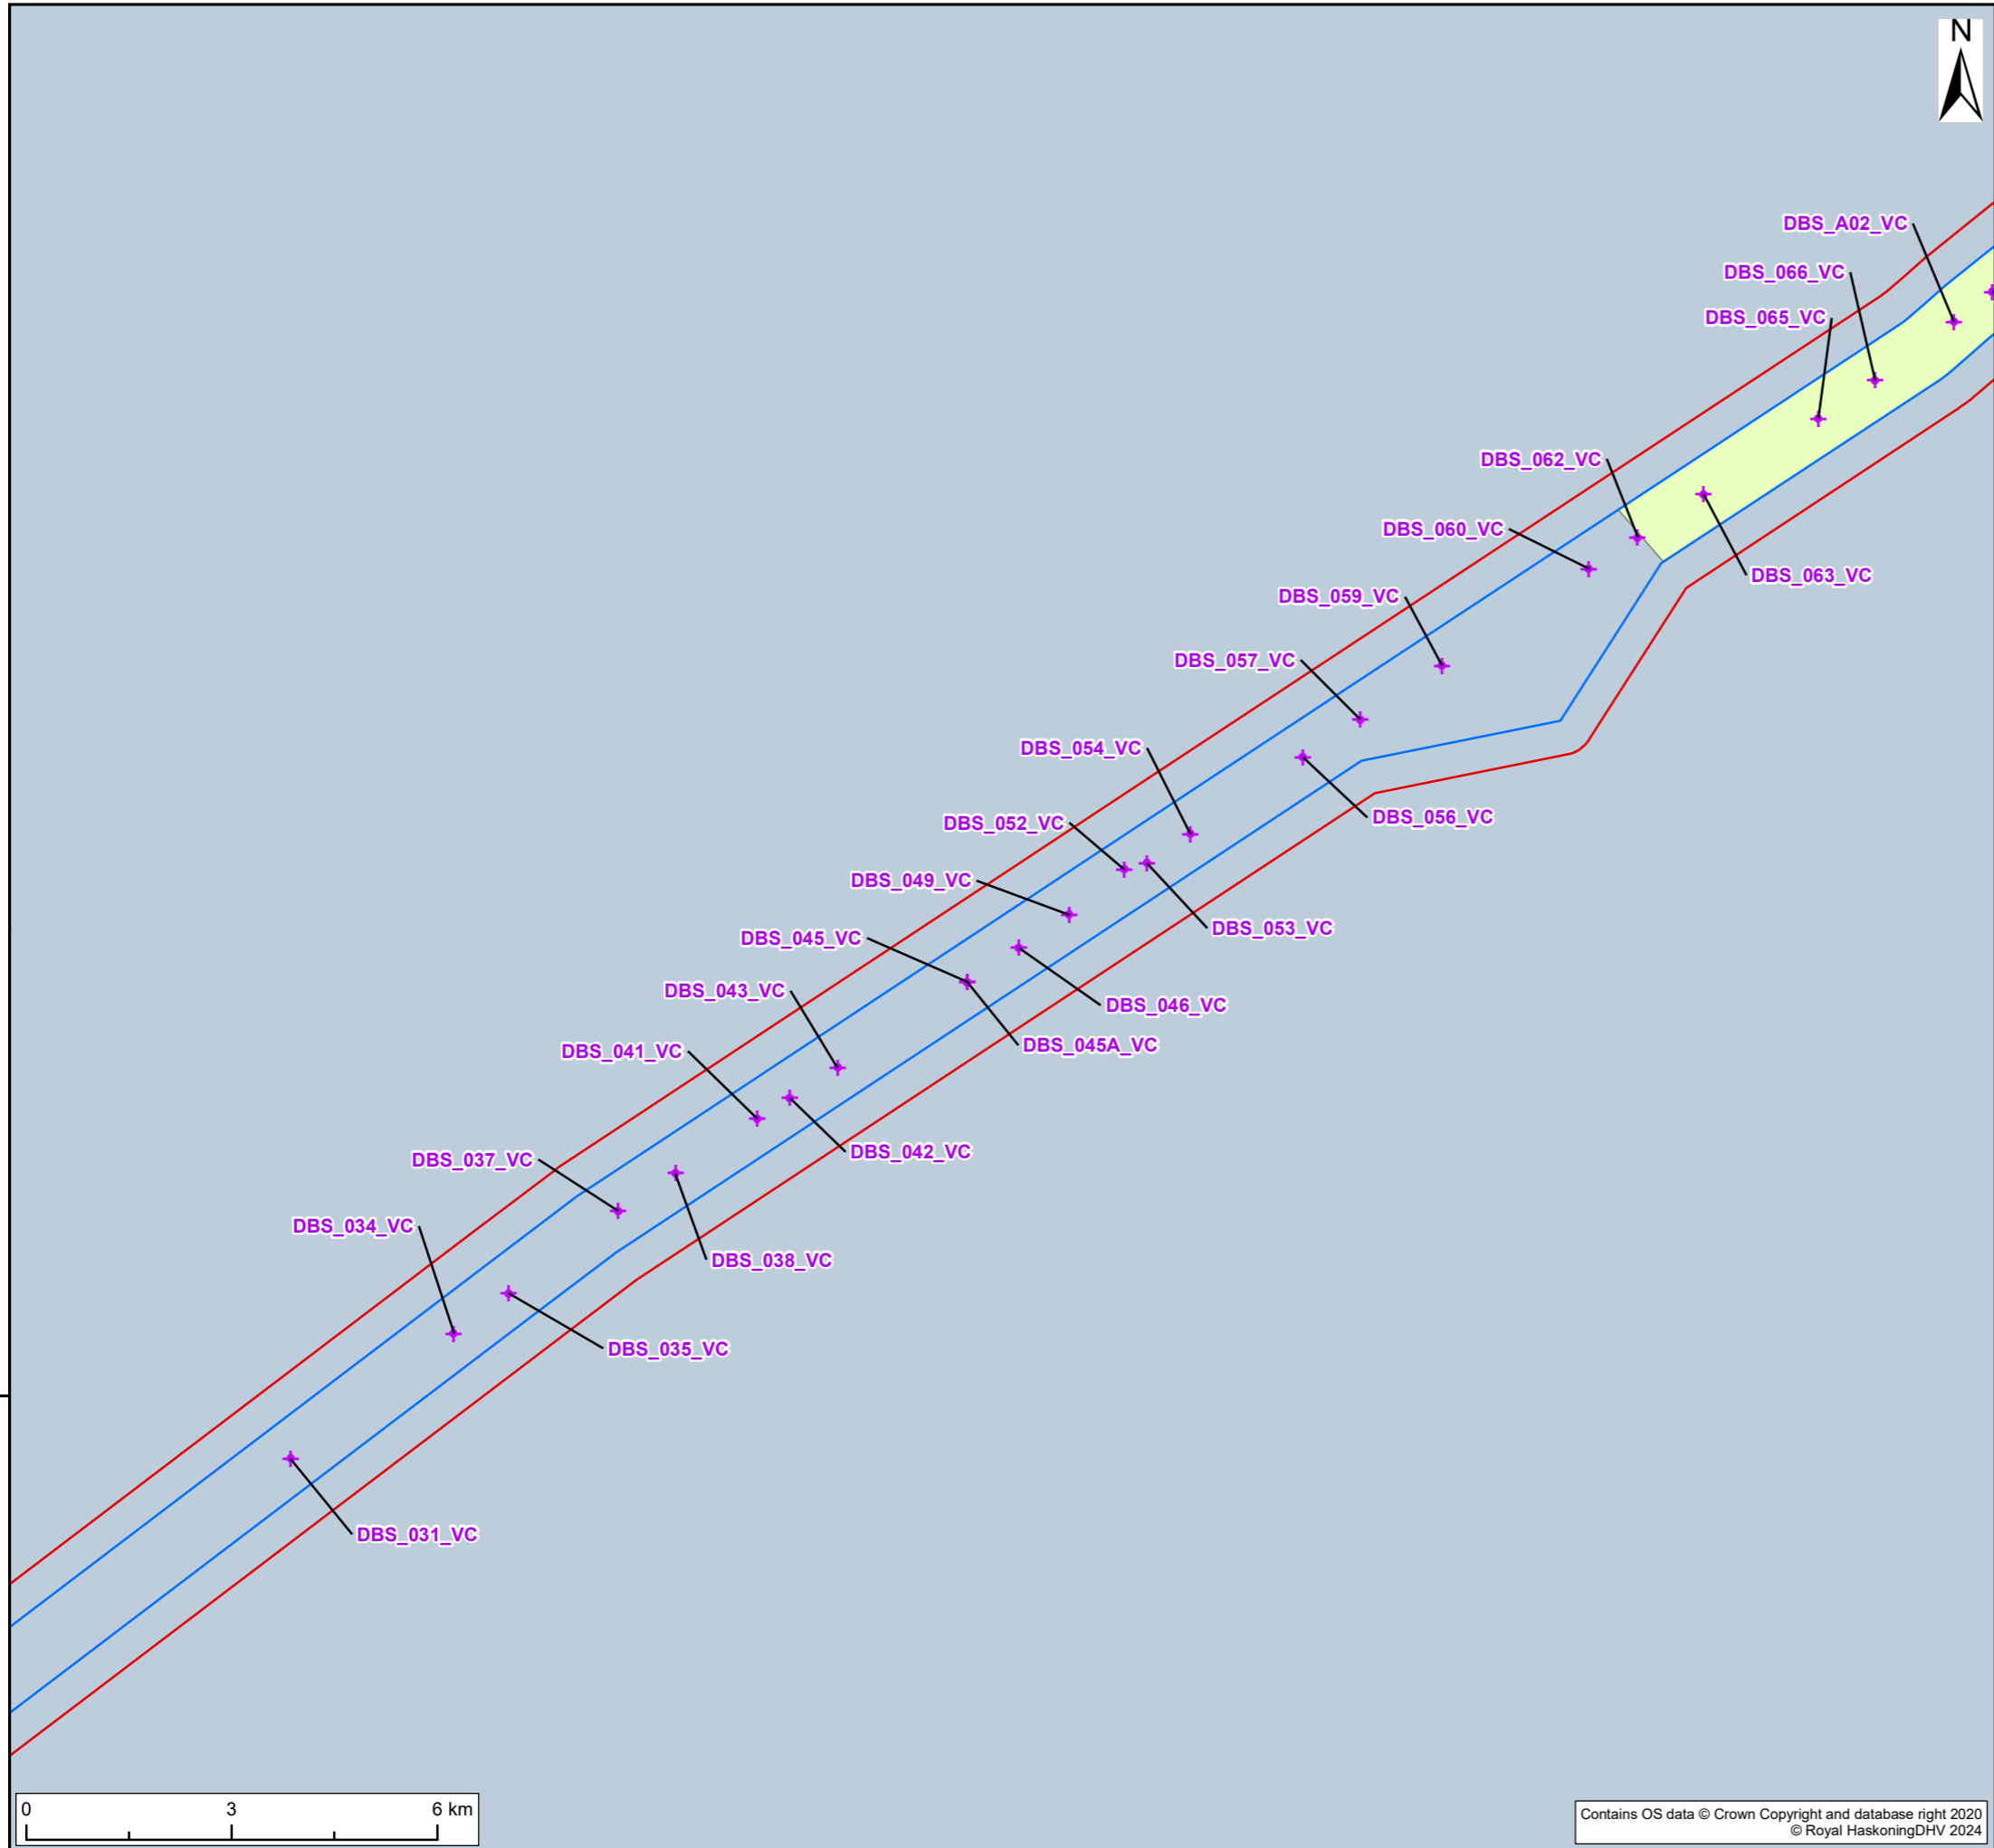 N
DBS_A02_VC
DBS_066_VC
DBS_065_VC
DBS_062_VC
DBS_060_VC
DBS_063_VC
DBS_059_VC
DBS_057_VC
DBS_054_VC
DBS_056_VC
DBS_052_VC
DBS_049_VC
DBS_053_VC
DBS_045_VC
DBS_043_VC
DBS_046_VC
DBS_045A_VC
DBS_041_VC
DBS_042_VC
DBS_037_VC
DBS_034_VC
DBS_038_VC
DBS_035_VC
DBS_031_VC
0 3 6 km
Contains OS data © Crown Copyright and database right 2020
© Royal HaskoningDHV 2024